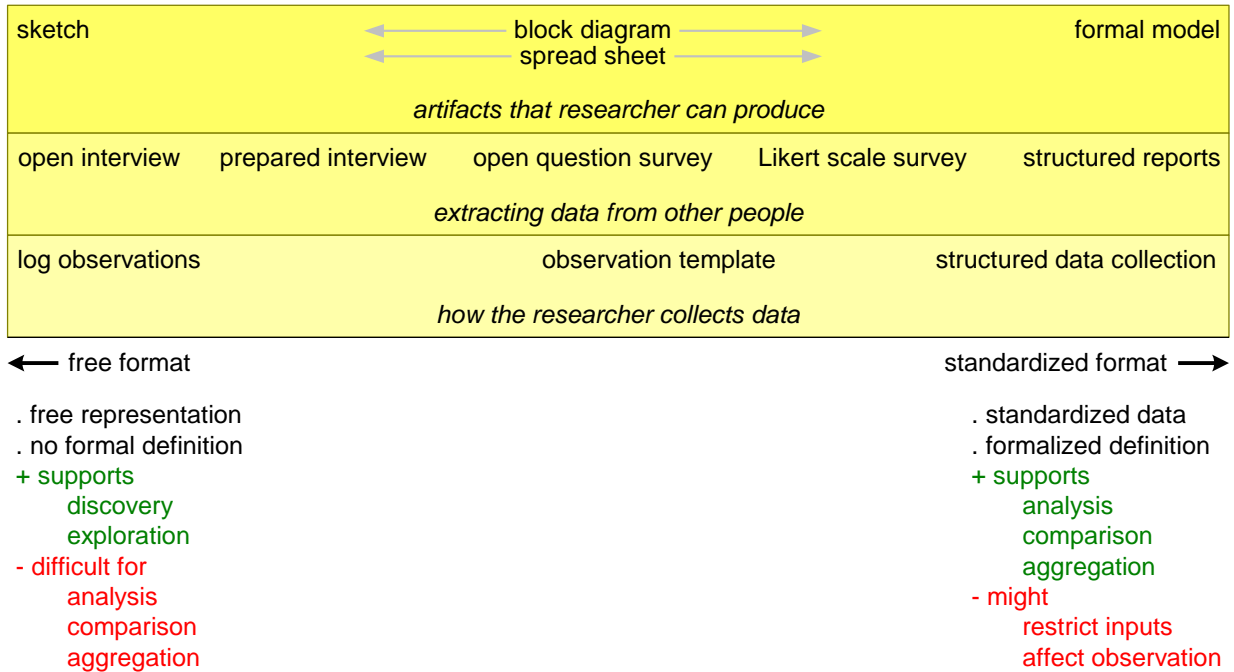 sketch block diagram formal model
spread sheet
artifacts that researcher can produce
open interview prepared interview open question survey Likert scale survey structured reports
extracting data from other people
log observations observation template structured data collection
how the researcher collects data
free format standardized format
. free representation
. no formal definition
+ supports
discovery
exploration
- difficult for
analysis
comparison
aggregation
. standardized data
. formalized definition
+ supports
analysis
comparison
aggregation
- might
restrict inputs
affect observation